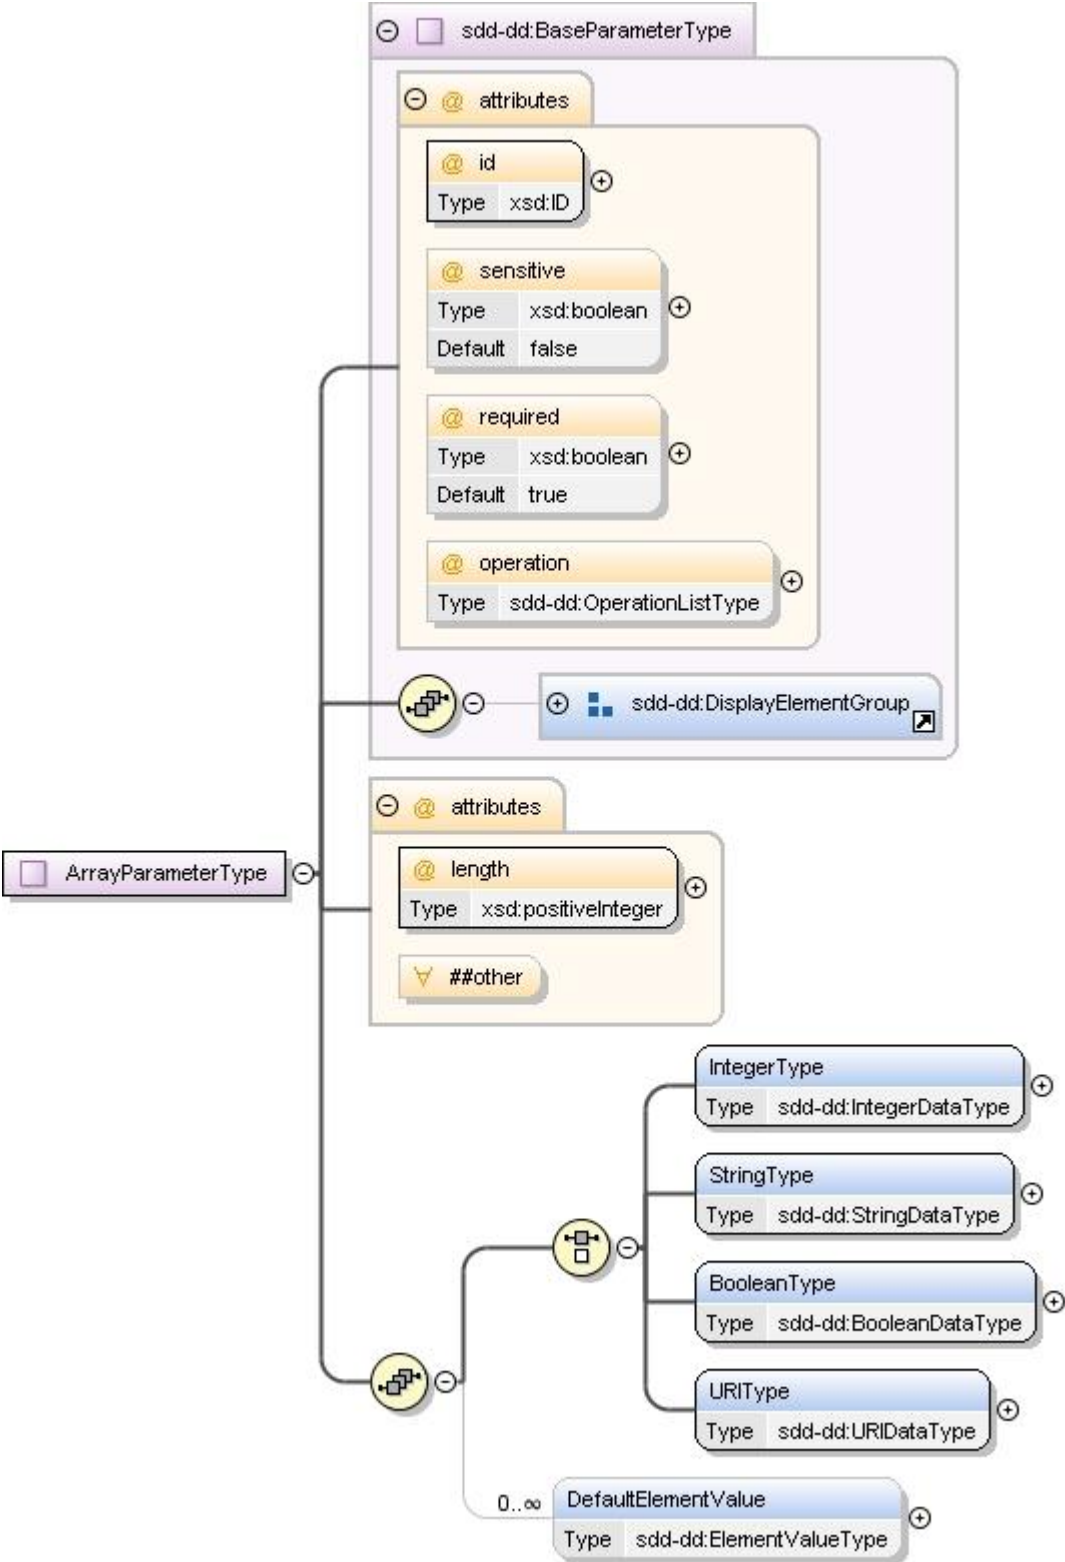 sdd-dd:BaseParameterType
@ attributes
@ id
Type xsd:ID
@ sensitive
Type xsd:boolean
Default false
@ required
Type xsd:boolean
Default true
@ operation
Type sdd-dd:OperationListType
sdd-dd:DisplayElementGroup
@ attributes
ArrayParameterType
@ length
Type xsd:positiveInteger
∀ ##other
IntegerType
Type sdd-dd:IntegerDataType
StringType
Type sdd-dd:StringDataType
BooleanType
Type sdd-dd:BooleanDataType
URIType
Type sdd-dd:URIDataType
0..∞
DefaultElementValue
Type sdd-dd:ElementValueType